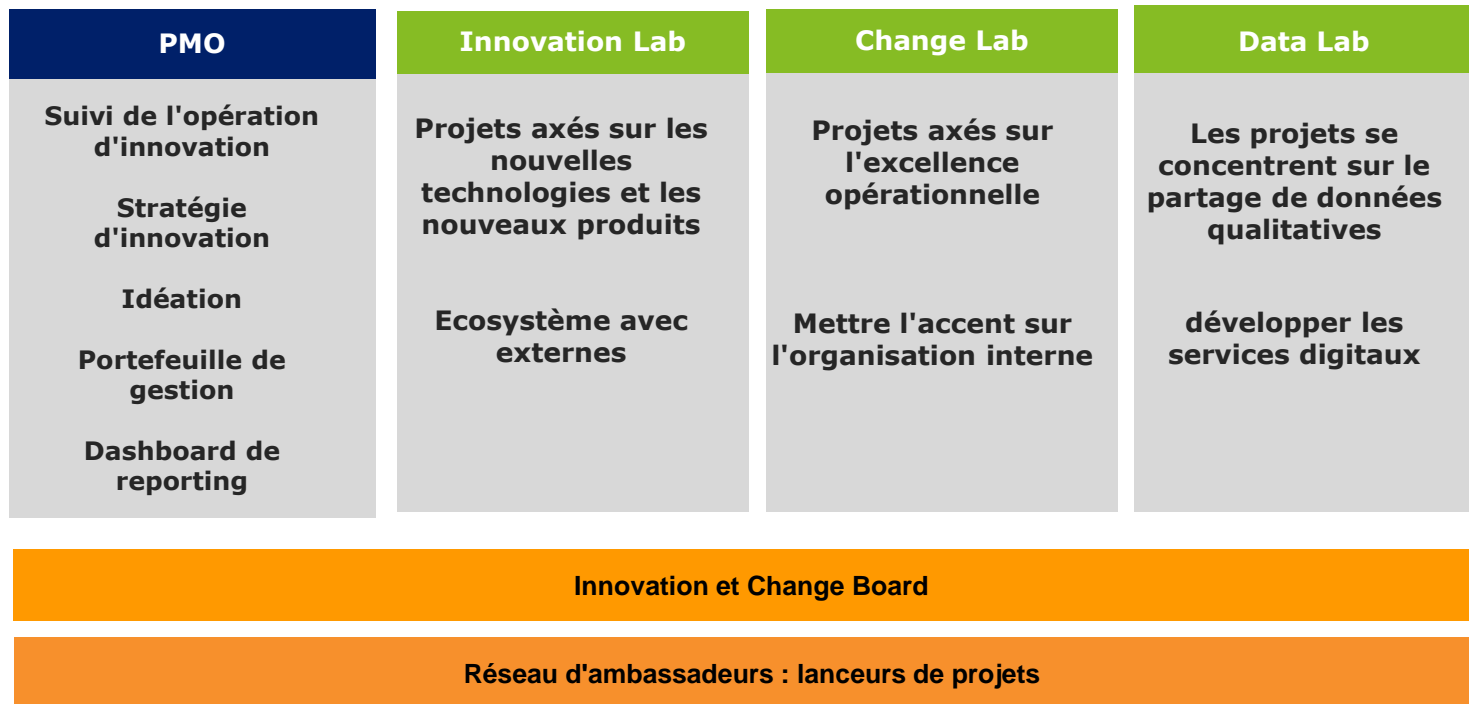 PMO
Suivi de l'opération
d'innovation
Stratégie
d'innovation
Idéation
Portefeuille de
gestion
Dashboard de
reporting
Innovation Lab
Projets axés sur les
nouvelles
technologies et les
nouveaux produits
Ecosystème avec
externes
Change Lab
Projets axés sur
l'excellence
opérationnelle
Mettre l'accent sur
l'organisation interne
Data Lab
Les projets se
concentrent sur le
partage de données
qualitatives
développer les
services digitaux
Innovation et Change Board
Réseau d'ambassadeurs : lanceurs de projets